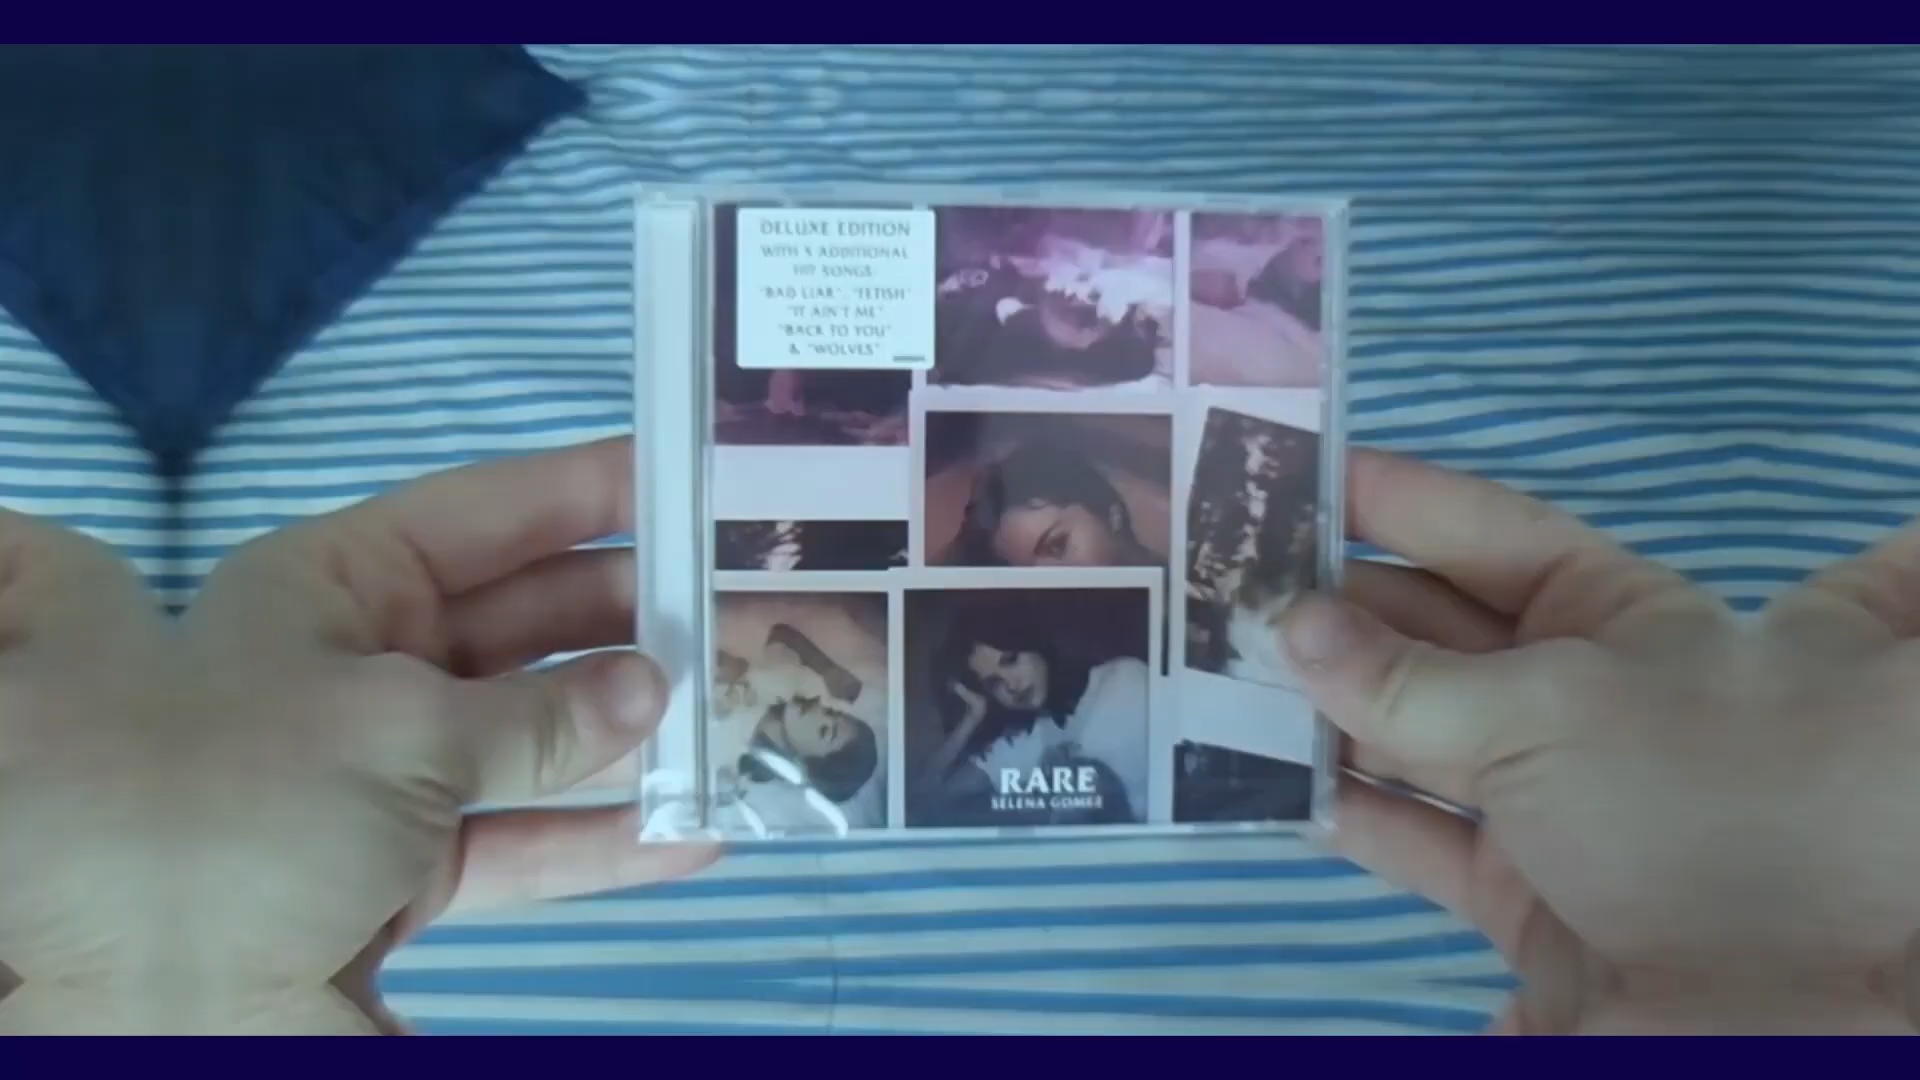 DELUXE EDITION
WITH 5 ADDITIONAL
HIT SONGS:
"BAD LIAR", "FETISH"
"IT AIN'T ME"
"BACK TO YOU"
& "WOLVES"
RARE
SELENA GOMEZ